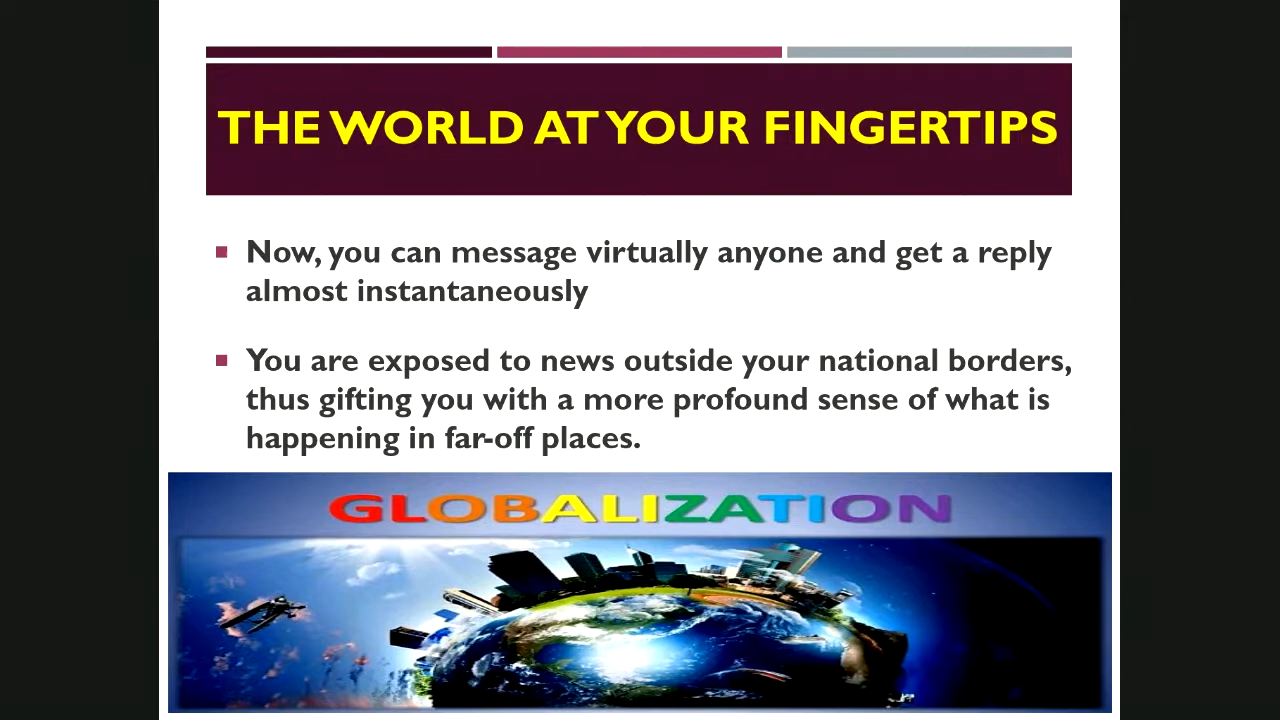 THE WORLD AT YOUR FINGERTIPS
Now, you can message virtually anyone and get a reply
almost instantaneously
You are exposed to news outside your national borders,
thus gifting you with a more profound sense of what is
happening in far-off places.
GLOBALIZATION